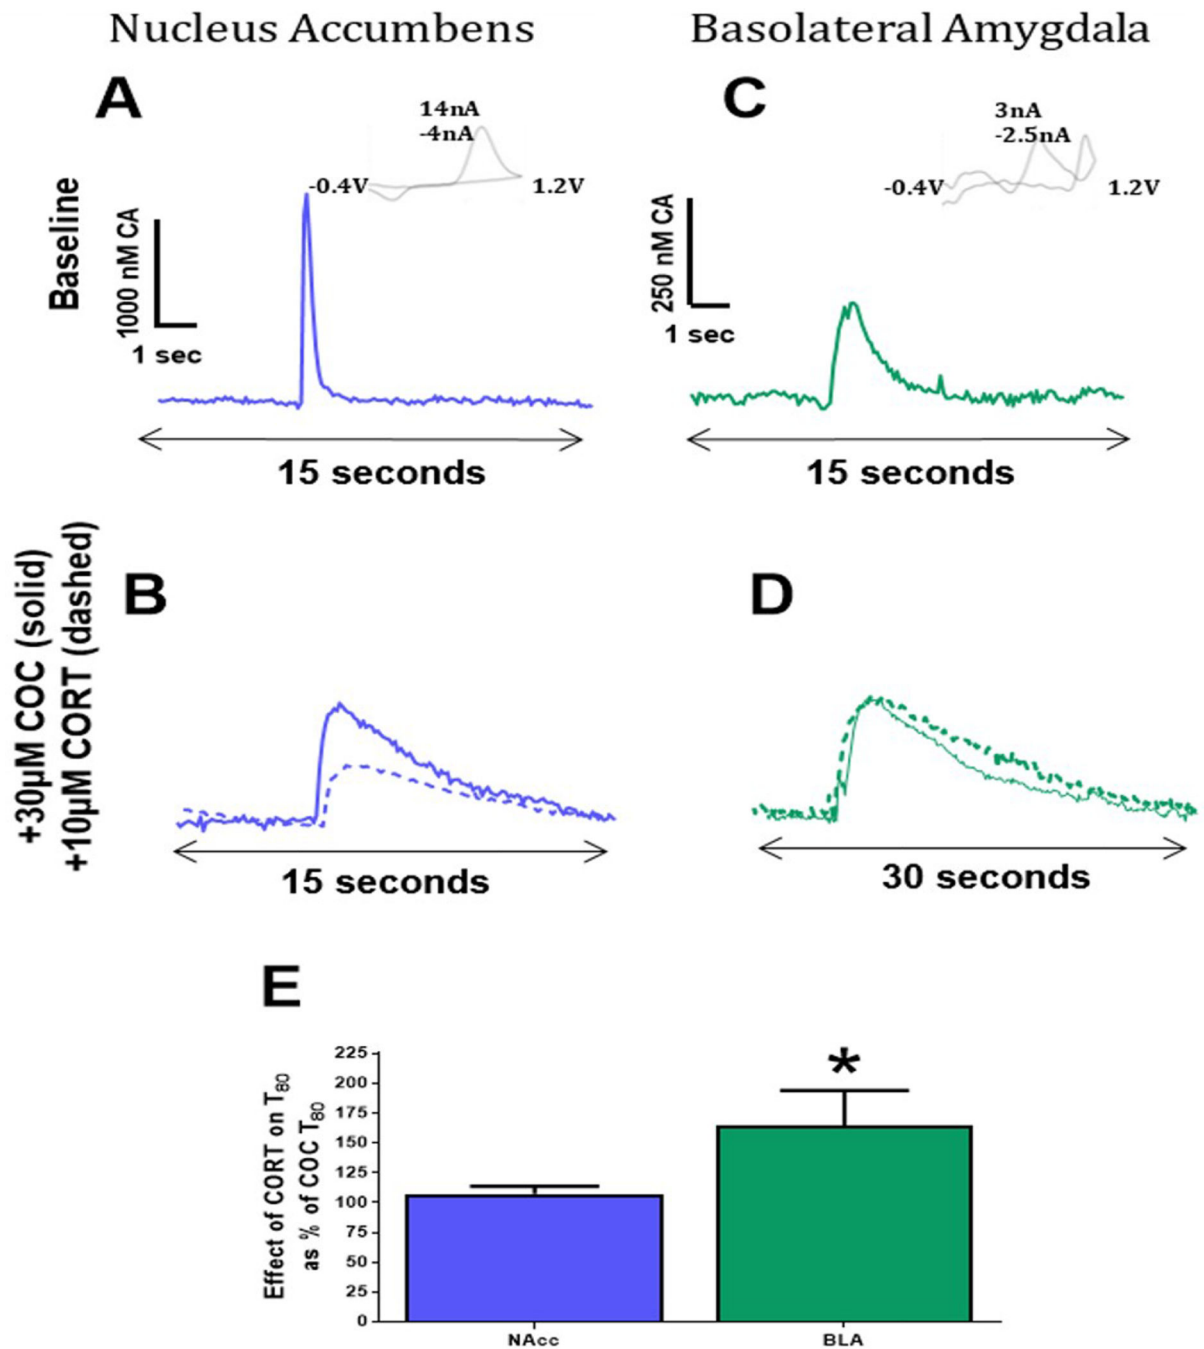 Nucleus Accumbens
Basolateral Amygdala
A
14nA
-4nA
-0.4V
1.2V
Baseline
1000 nM CA
1 sec
15 seconds
C
3nA
-2.5nA
-0.4V
1.2V
250 nM CA
1 sec
15 seconds
+30µM COC (solid)
+10µM CORT (dashed)
B
15 seconds
D
30 seconds
E
Effect of CORT on T80
as % of COC T80
225
200
175
150
125
100
75
50
25
0
*
NAcc
BLA